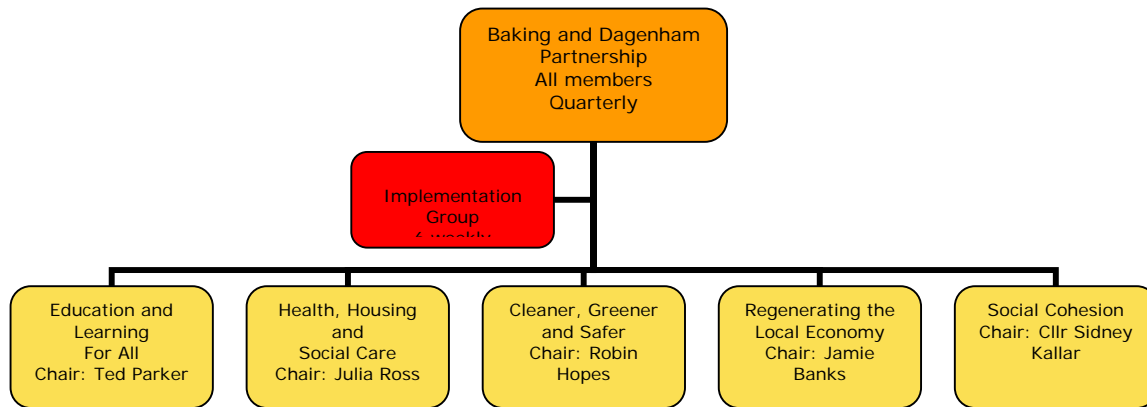 Baking and Dagenham
Partnership
All members
Quarterly
Implementation
Group
6 weekly
Education and
Learning
For All
Chair: Ted Parker
Health, Housing
and
Social Care
Chair: Julia Ross
Cleaner, Greener
and Safer
Chair: Robin
Hopes
Regenerating the
Local Economy
Chair: Jamie
Banks
Social Cohesion
Chair: Cllr Sidney
Kallar